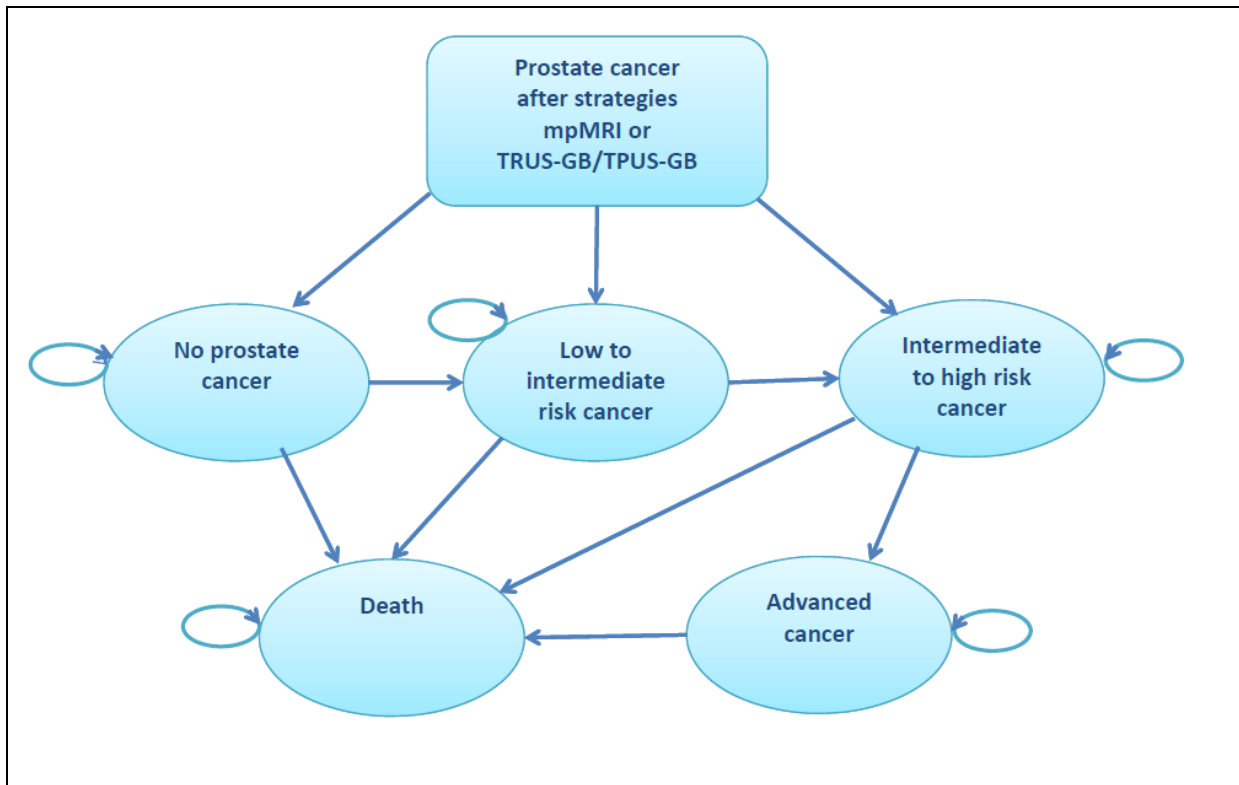 Prostate cancer
after strategies
mpMRI or
TRUS-GB/TPUS-GB
No prostate
cancer
Low to
intermediate
risk cancer
Intermediate
to high risk
cancer
Death
Advanced
cancer